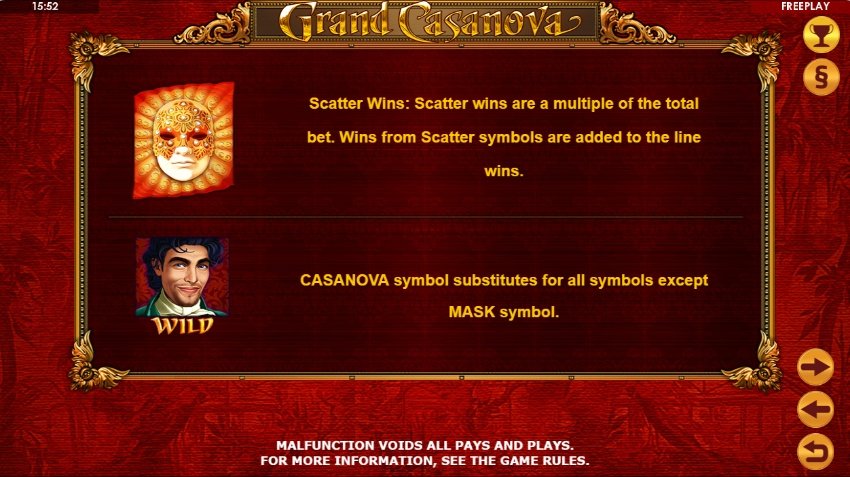 15:52
Grand Casanova
FREEPLAY
§
Scatter Wins: Scatter wins are a multiple of the total
bet. Wins from Scatter symbols are added to the line
wins.
WILD
CASANOVA symbol substitutes for all symbols except
MASK symbol.
MALFUNCTION VOIDS ALL PAYS AND PLAYS.
FOR MORE INFORMATION, SEE THE GAME RULES.